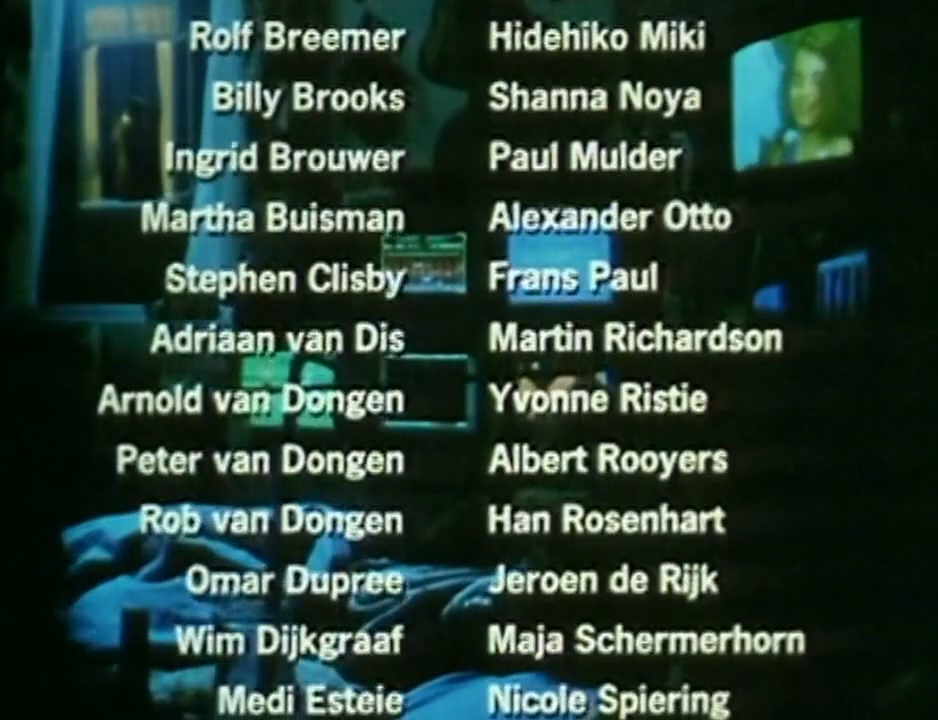 Rolf Breemer Hidehiko Miki
Billy Brooks Shanna Noya
Ingrid Brouwer Paul Mulder
Martha Buisman Alexander Otto
Stephen Clisby Frans Paul
Adriaan van Dis Martin Richardson
Arnold van Dongen Yvonne Ristie
Peter van Dongen Albert Rooyers
Rob van Dongen Han Rosenhart
Omar Dupree Jeroen de Rijk
Wim Dijkgraaf Maja Schermerhorn
Medi Esteie Nicole Spiering